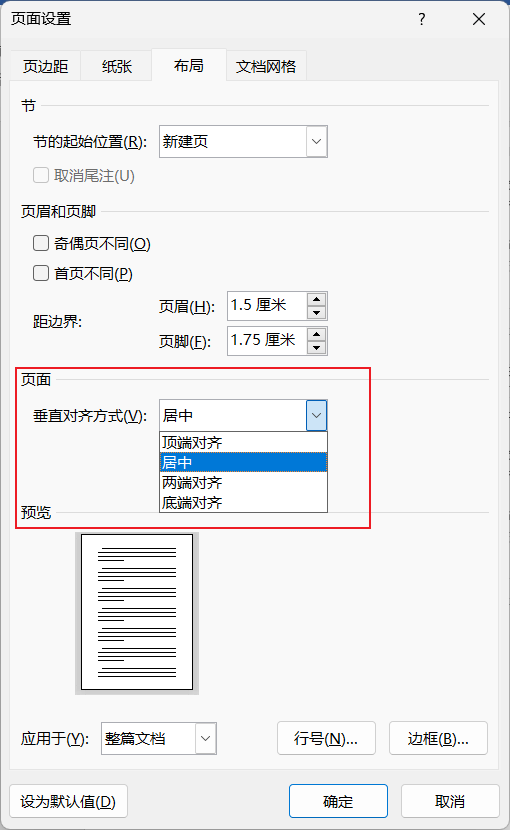 页面设置
页边距 纸张 布局 文档网格
节
节的起始位置(R): 新建页
取消尾注(U)
页眉和页脚
奇偶页不同(O)
首页不同(P)
距边界: 页眉(H): 1.5 厘米
页脚(F): 1.75 厘米
页面
垂直对齐方式(V): 居中
顶端对齐
居中
两端对齐
底端对齐
预览
应用于(Y): 整篇文档 行号(N)... 边框(B)...
设为默认值(D) 确定 取消